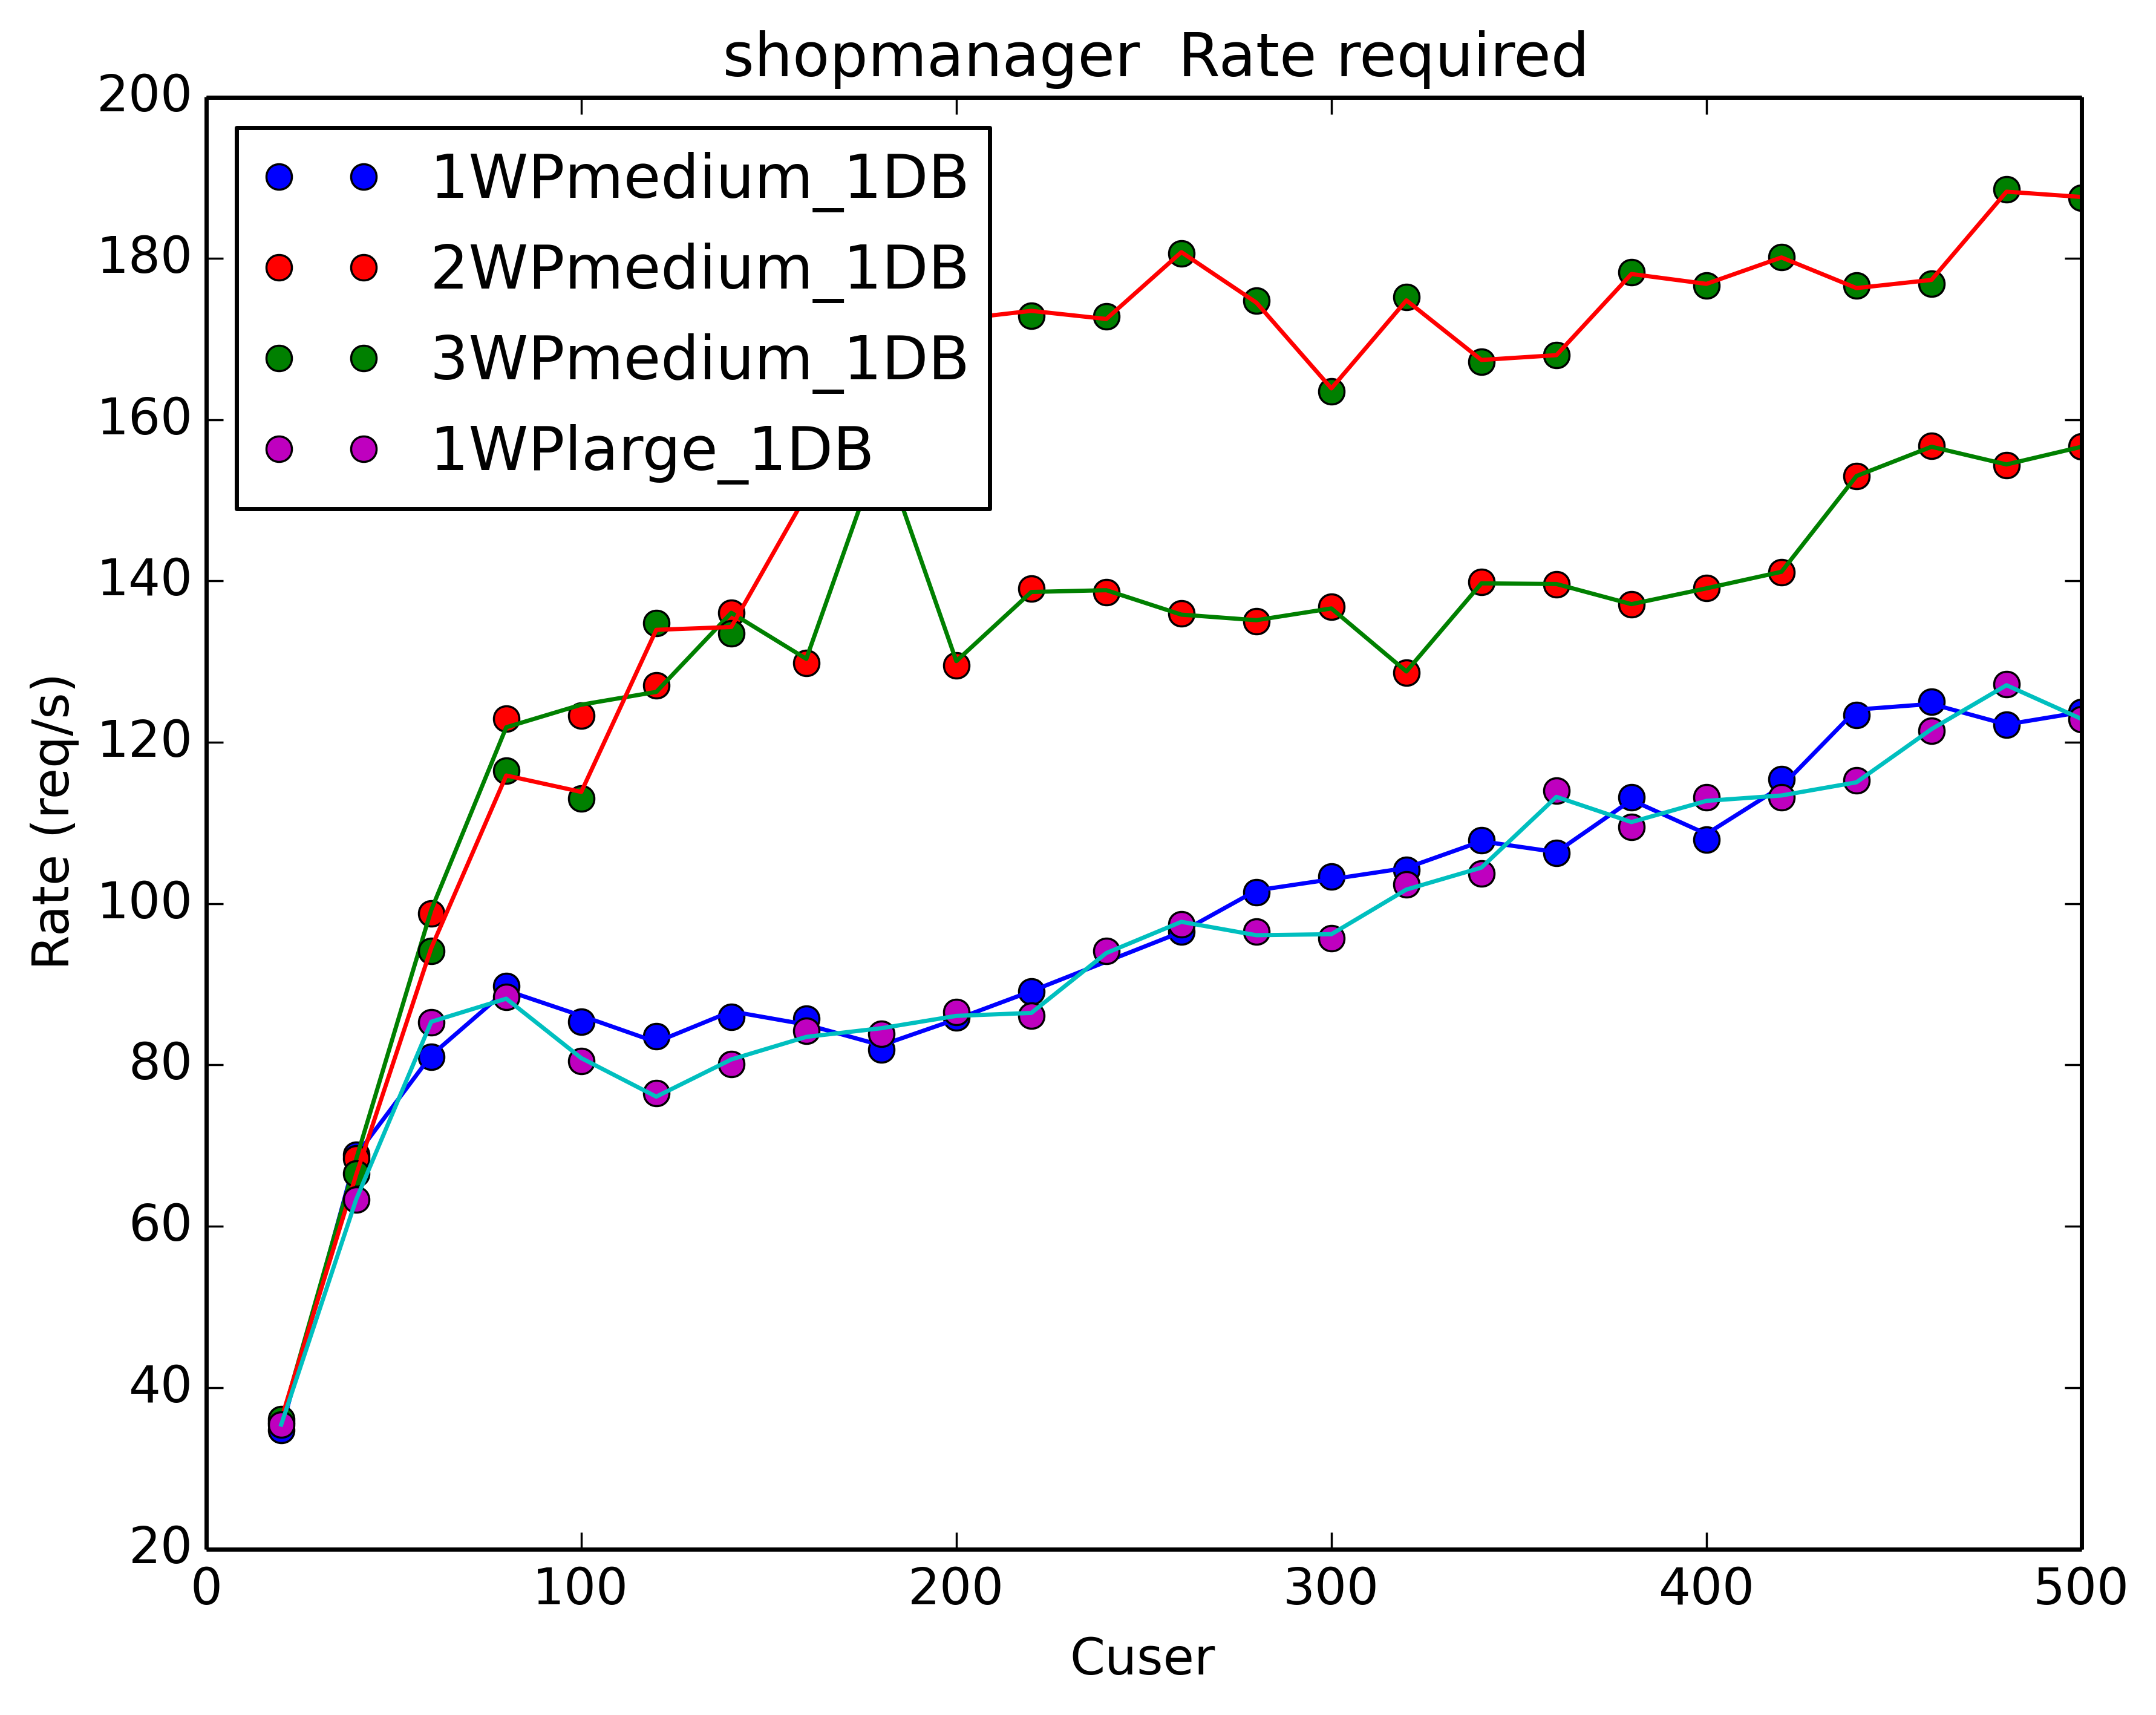 shopmanager  Rate required
200
180
160
140
120
100
80
60
40
20
Rate (req/s)
1WPmedium_1DB
2WPmedium_1DB
3WPmedium_1DB
1WPlarge_1DB
0 100 200 300 400 500
Cuser